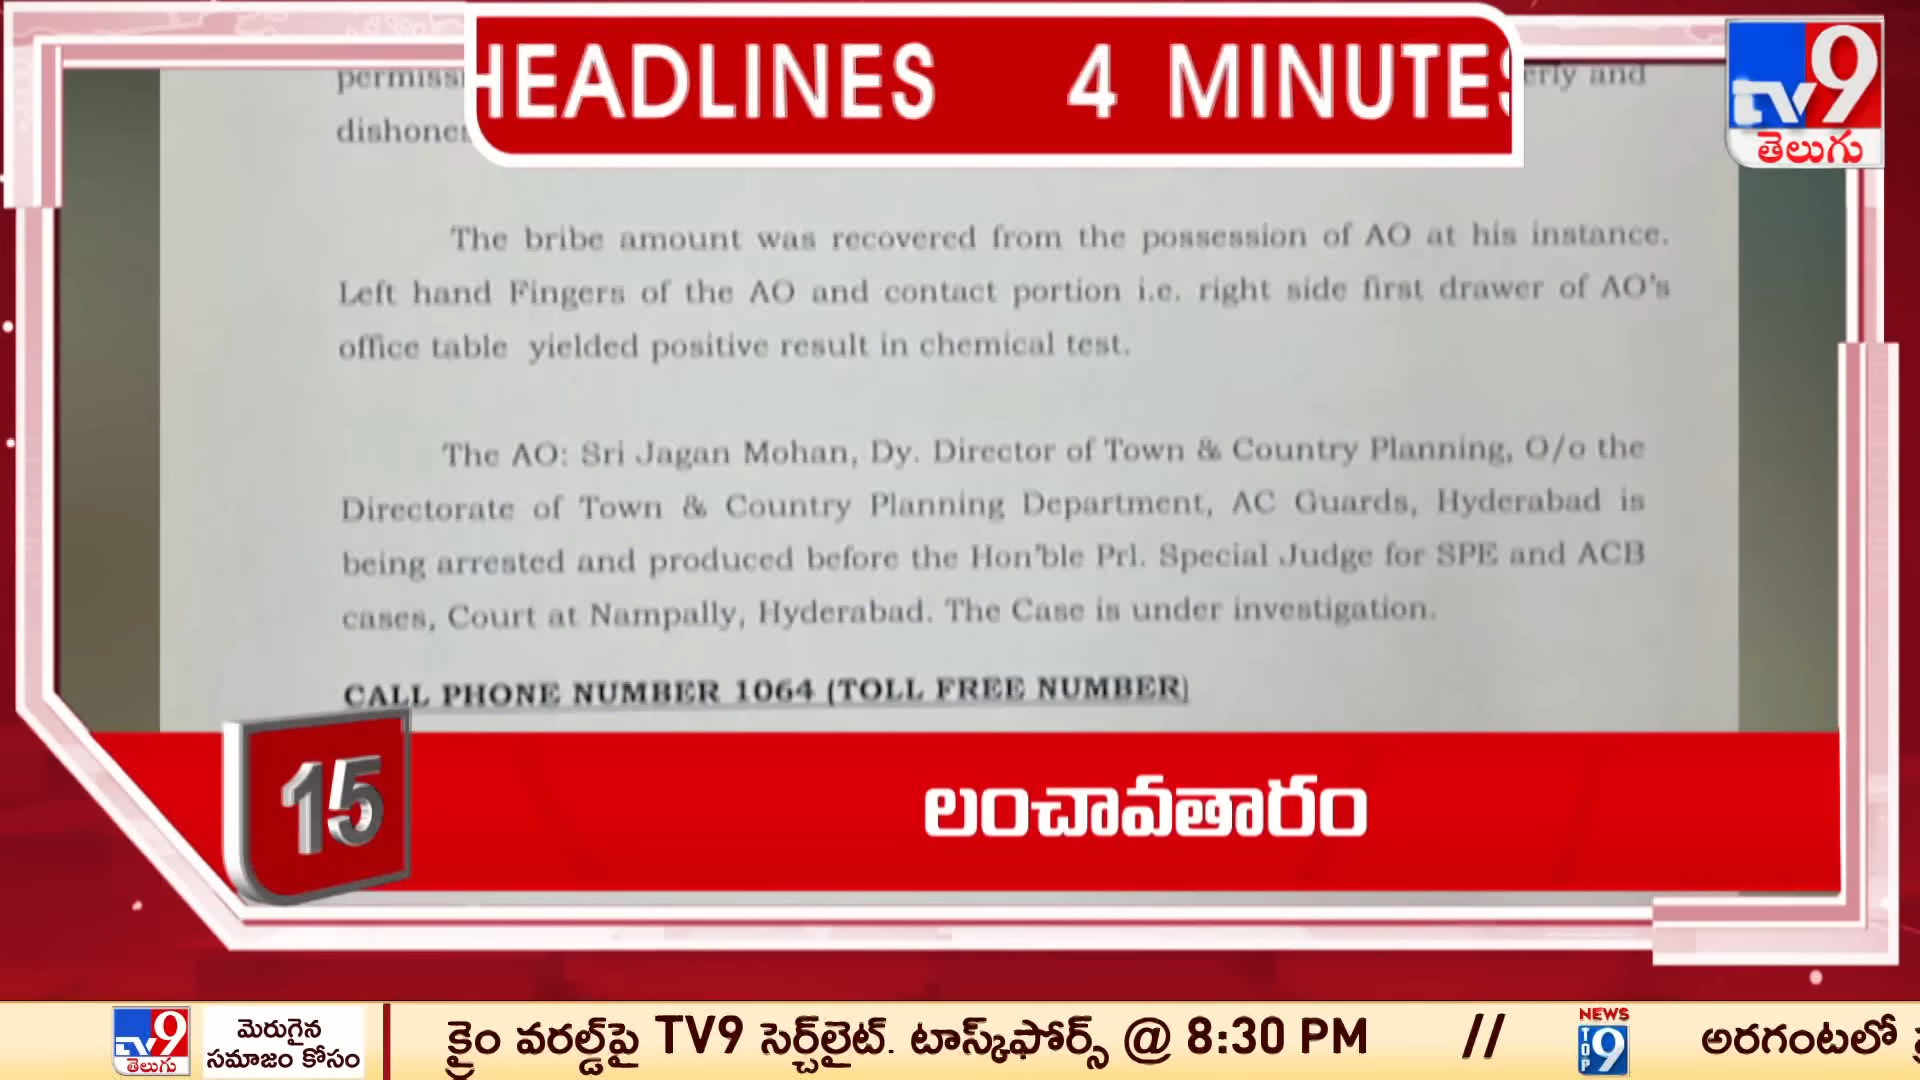 HEADLINES 4 MINUTES
TV9
తెలుగు
erly and
The bribe amount was recovered from the possession of AO at his instance.
Left hand Fingers of the AO and contact portion i.e. right side first drawer of AO's
office table yielded positive result in chemical test.
The AO: Sri Jagan Mohan, Dy. Director of Town & Country Planning, O/o the
Directorate of Town & Country Planning Department, AC Guards, Hyderabad is
being arrested and produced before the Hon'ble Prl. Special Judge for SPE and ACB
cases, Court at Nampally, Hyderabad. The Case is under investigation.
CALL PHONE NUMBER 1064 (TOLL FREE NUMBER)
15
లంచావతారం
TV9
తెలుగు
మెరుగైన
సమాజం కోసం
క్రైం వరల్డ్‌పై TV9 సెర్చ్‌లైట్. టాస్క్‌ఫోర్స్ @ 8:30 PM // NEWS TOP 9 అరగంటలో